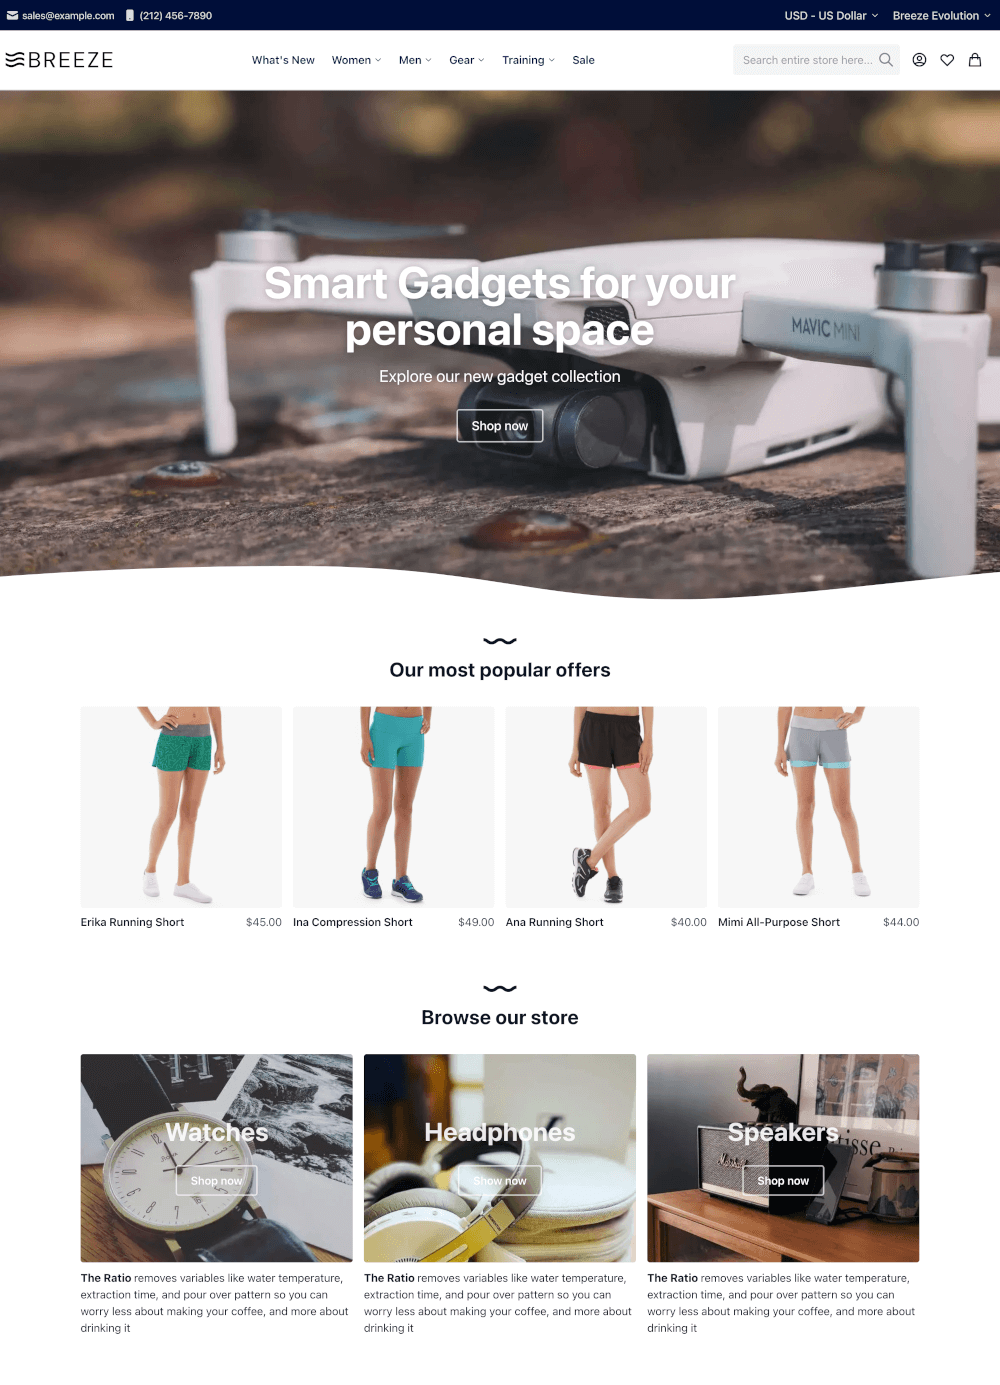 sales@example.com (212) 456-7890 USD - US Dollar Breeze Evolution
BREEZE What's New Women Men Gear Training Sale Search entire store here...
MAVIC MINI
Smart Gadgets for your
personal space
Explore our new gadget collection
Shop now
Our most popular offers
Erika Running Short $45.00 Ina Compression Short $49.00 Ana Running Short $40.00 Mimi All-Purpose Short $44.00
Browse our store
Watches Headphones Speakers
Marshall
tisse
Shop now Show now Shop now
The Ratio removes variables like water temperature,
extraction time, and pour over pattern so you can
worry less about making your coffee, and more about
drinking it
The Ratio removes variables like water temperature,
extraction time, and pour over pattern so you can
worry less about making your coffee, and more about
drinking it
The Ratio removes variables like water temperature,
extraction time, and pour over pattern so you can
worry less about making your coffee, and more about
drinking it